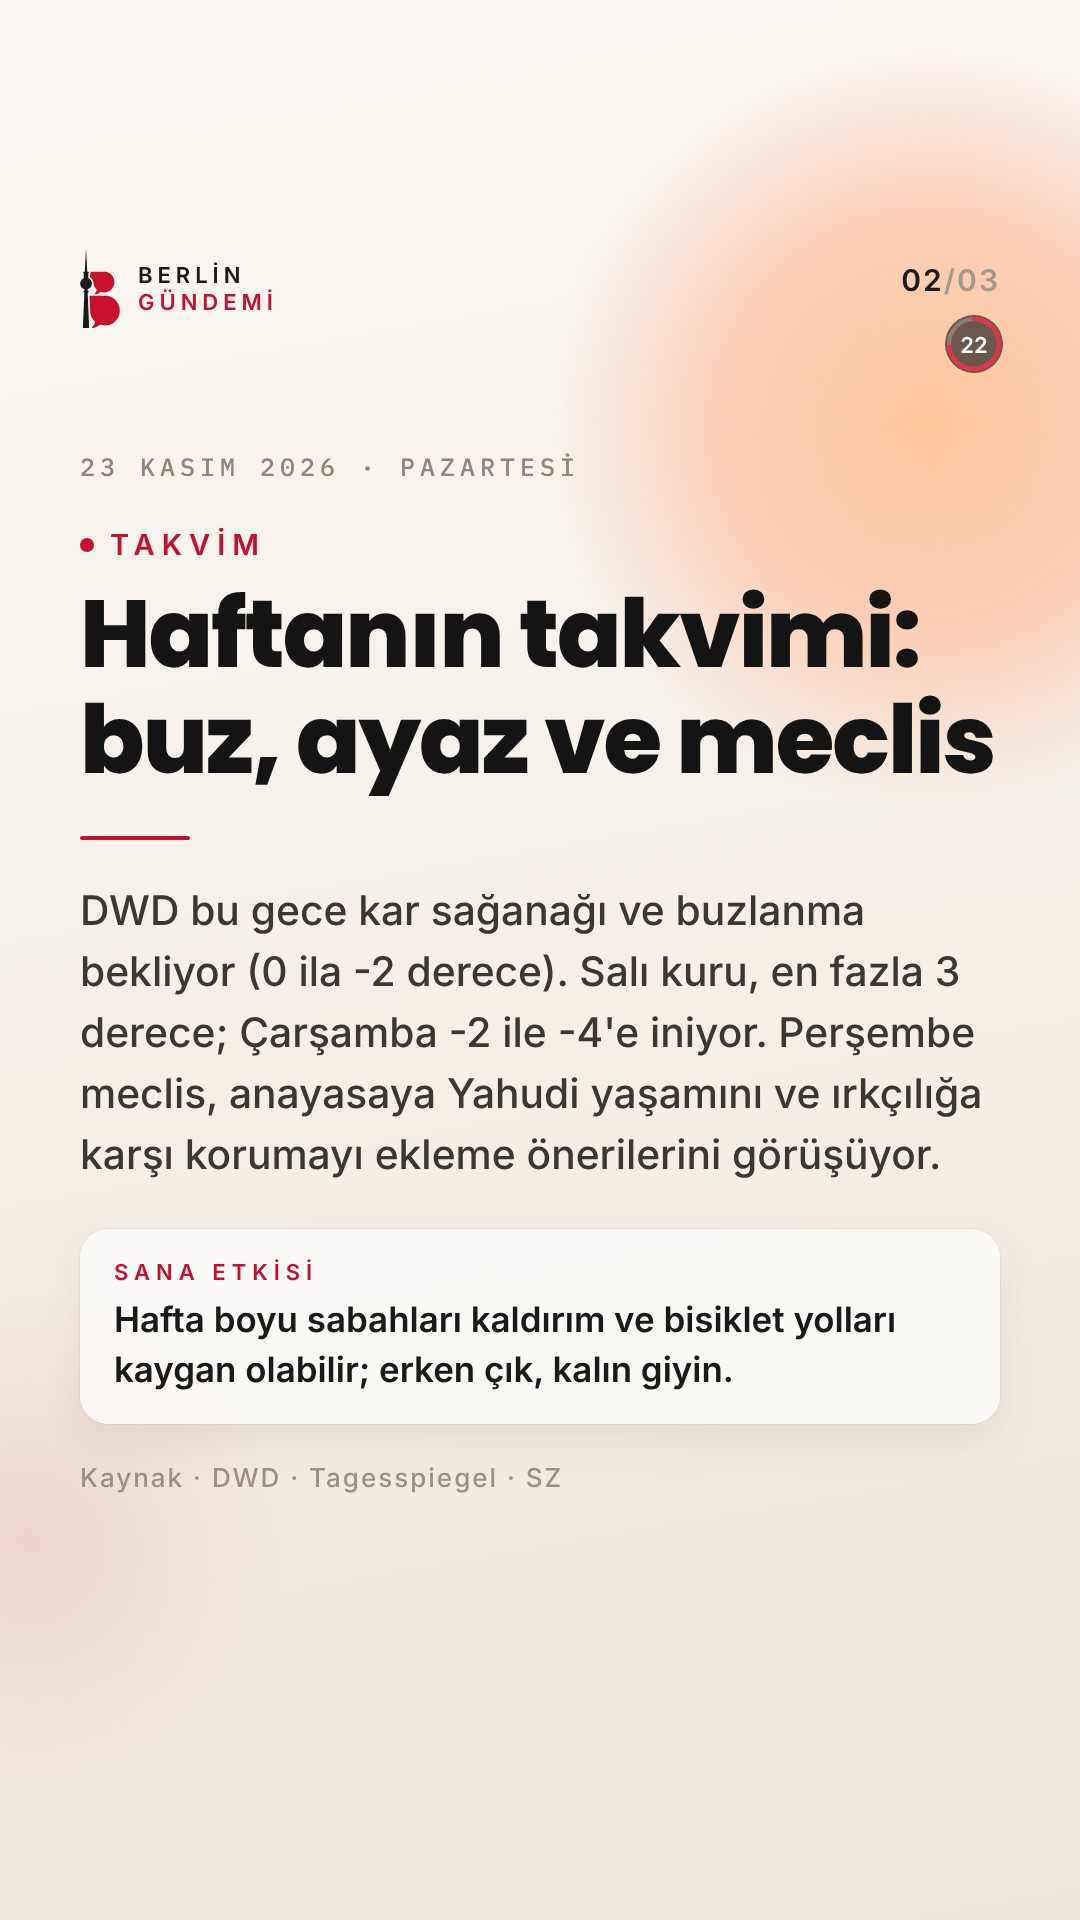 BERLİN
GÜNDEMİ
02/03
22
23 KASIM 2026 · PAZARTESİ
TAKVİM
Haftanın takvimi:
buz, ayaz ve meclis
DWD bu gece kar sağanağı ve buzlanma
bekliyor (0 ila -2 derece). Salı kuru, en fazla 3
derece; Çarşamba -2 ile -4'e iniyor. Perşembe
meclis, anayasaya Yahudi yaşamını ve ırkçılığa
karşı korumayı ekleme önerilerini görüşüyor.
SANA ETKİSİ
Hafta boyu sabahları kaldırım ve bisiklet yolları
kaygan olabilir; erken çık, kalın giyin.
Kaynak · DWD · Tagesspiegel · SZ